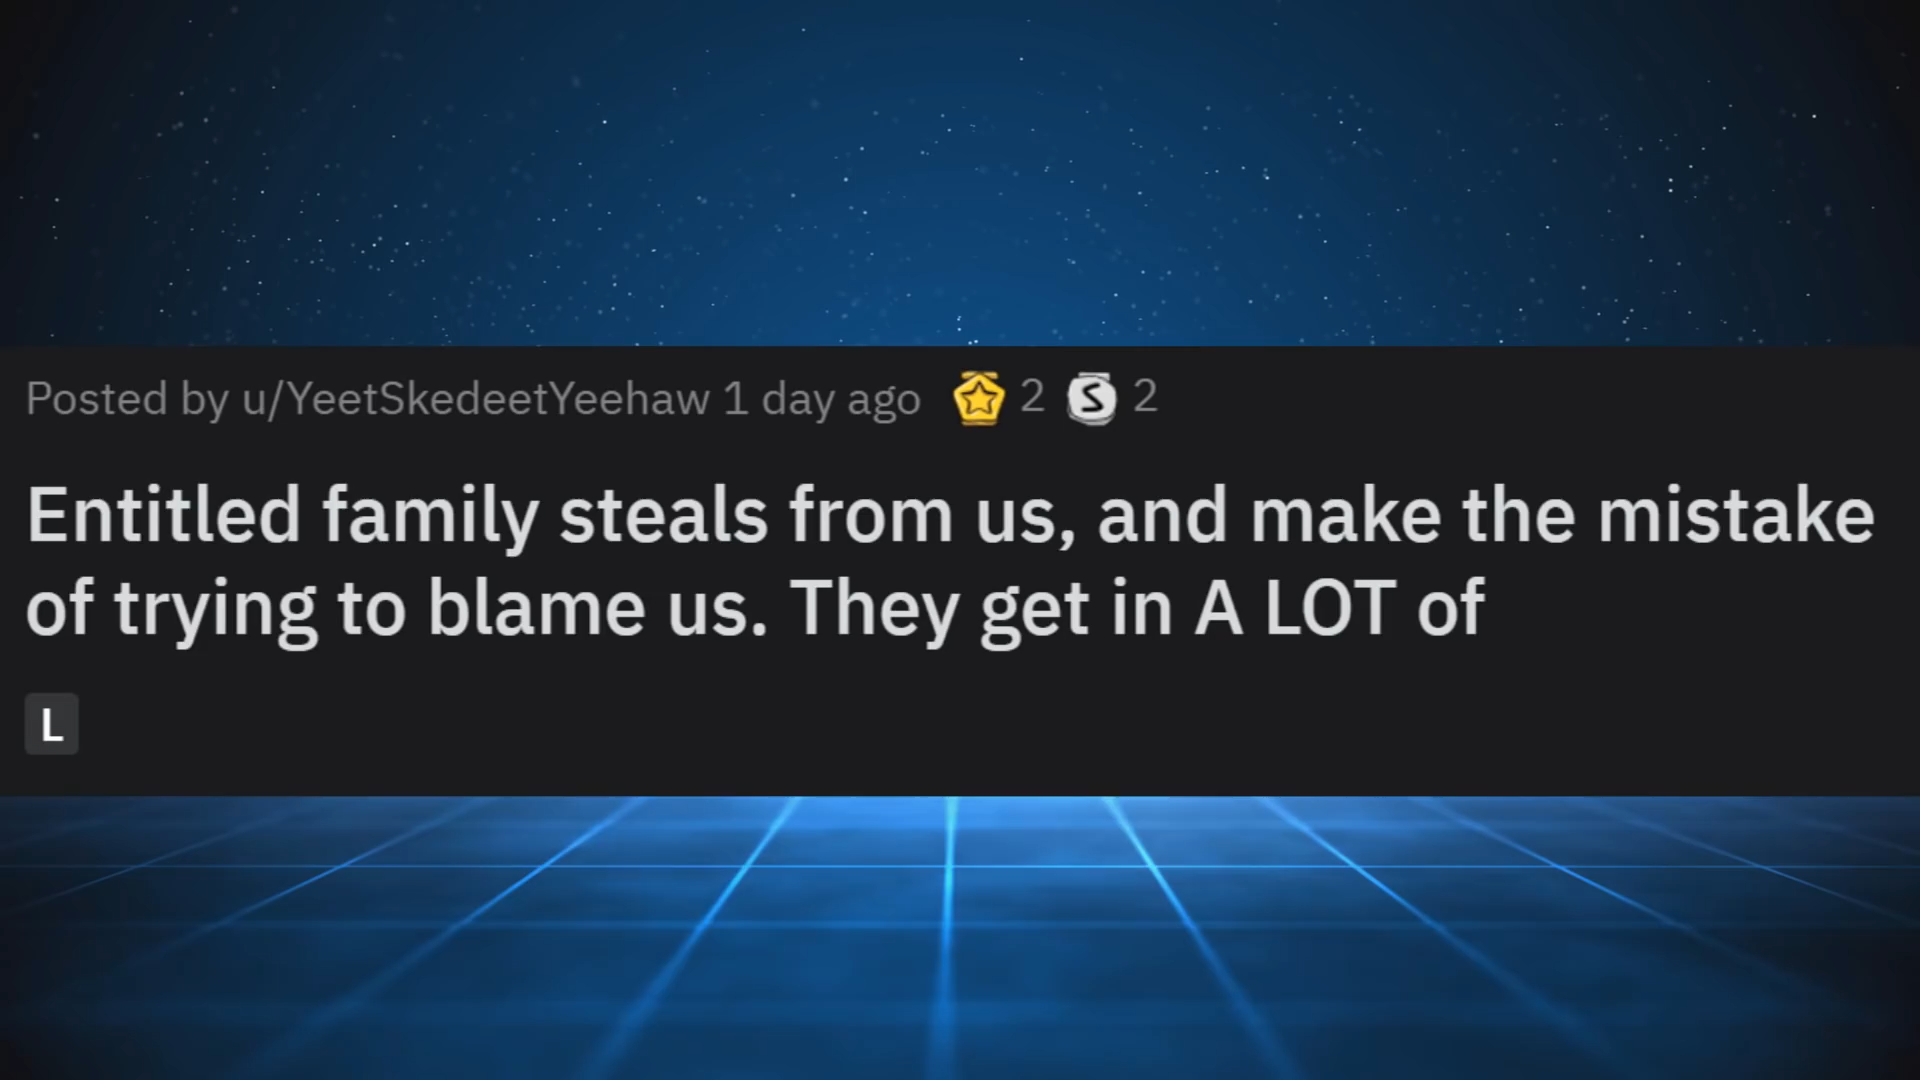 Posted by u/YeetSkedeetYeehaw 1 day ago 2 S 2
Entitled family steals from us, and make the mistake
of trying to blame us. They get in A LOT of
L